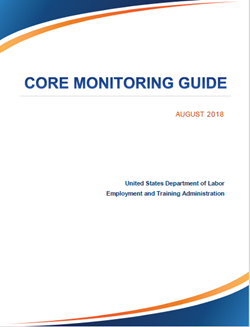 CORE MONITORING GUIDE
AUGUST 2018
United States Department of Labor
Employment and Training Administration